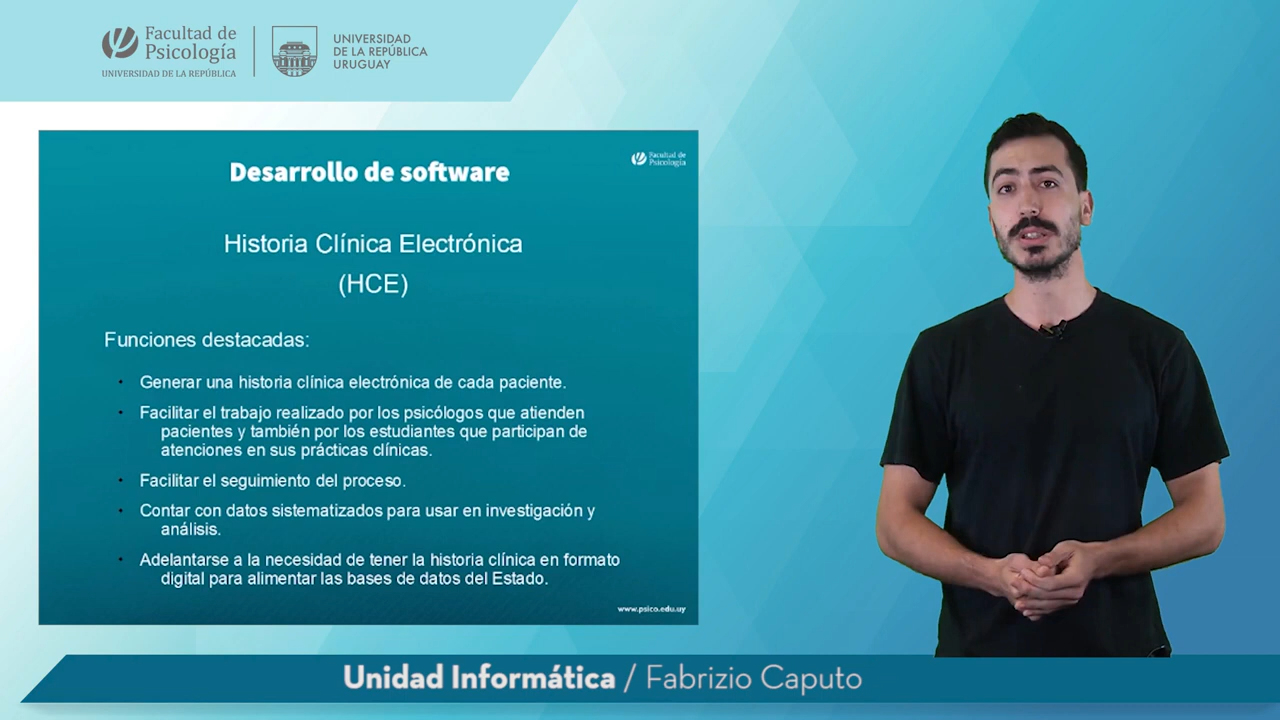 Facultad de
Psicología
UNIVERSIDAD DE LA REPÚBLICA
UNIVERSIDAD
DE LA REPÚBLICA
URUGUAY
Desarrollo de software
Facultad de
Psicología
Historia Clínica Electrónica
(HCE)
Funciones destacadas:
· Generar una historia clínica electrónica de cada paciente.
· Facilitar el trabajo realizado por los psicólogos que atienden
pacientes y también por los estudiantes que participan de
atenciones en sus prácticas clínicas.
· Facilitar el seguimiento del proceso.
· Contar con datos sistematizados para usar en investigación y
análisis.
· Adelantarse a la necesidad de tener la historia clínica en formato
digital para alimentar las bases de datos del Estado.
www.psico.edu.uy
Unidad Informática / Fabrizio Caputo